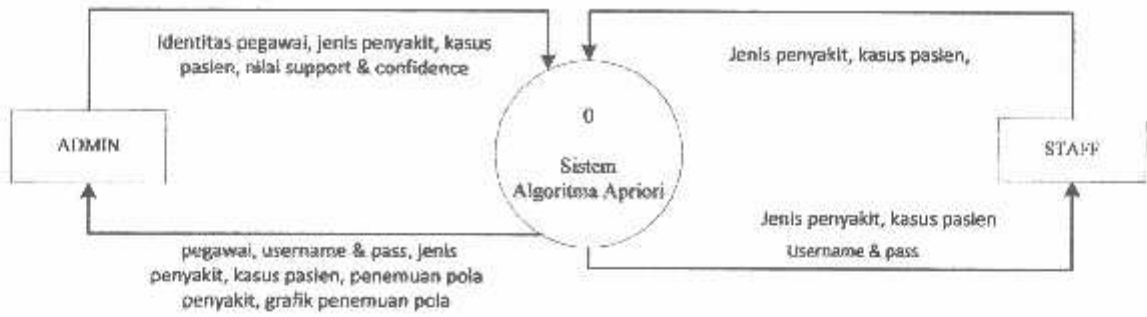 Identitas pegawai, jenis penyakit, kasus
pasien, nilai support & confidence
Jenis penyakit, kasus pasien,
ADMIN
0
Sistem
Algoritma Apriori
STAFF
pegawai, username & pass, jenis
penyakit, kasus pasien, penemuan pola
penyakit, grafik penemuan pola
Jenis penyakit, kasus pasien
Username & pass